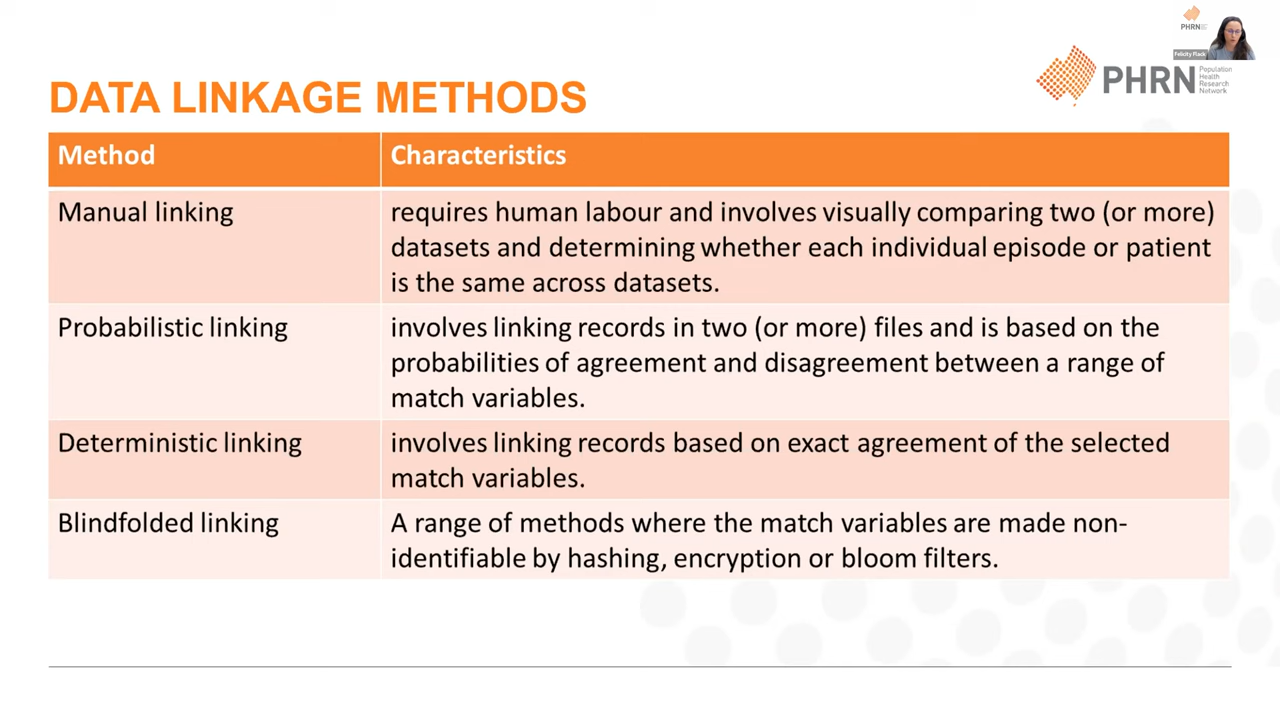 PHRN
Felicity Flack
PHRN Population
Health
Research
Network
DATA LINKAGE METHODS
Method Characteristics
Manual linking requires human labour and involves visually comparing two (or more)
datasets and determining whether each individual episode or patient
is the same across datasets.
Probabilistic linking involves linking records in two (or more) files and is based on the
probabilities of agreement and disagreement between a range of
match variables.
Deterministic linking involves linking records based on exact agreement of the selected
match variables.
Blindfolded linking A range of methods where the match variables are made non-
identifiable by hashing, encryption or bloom filters.